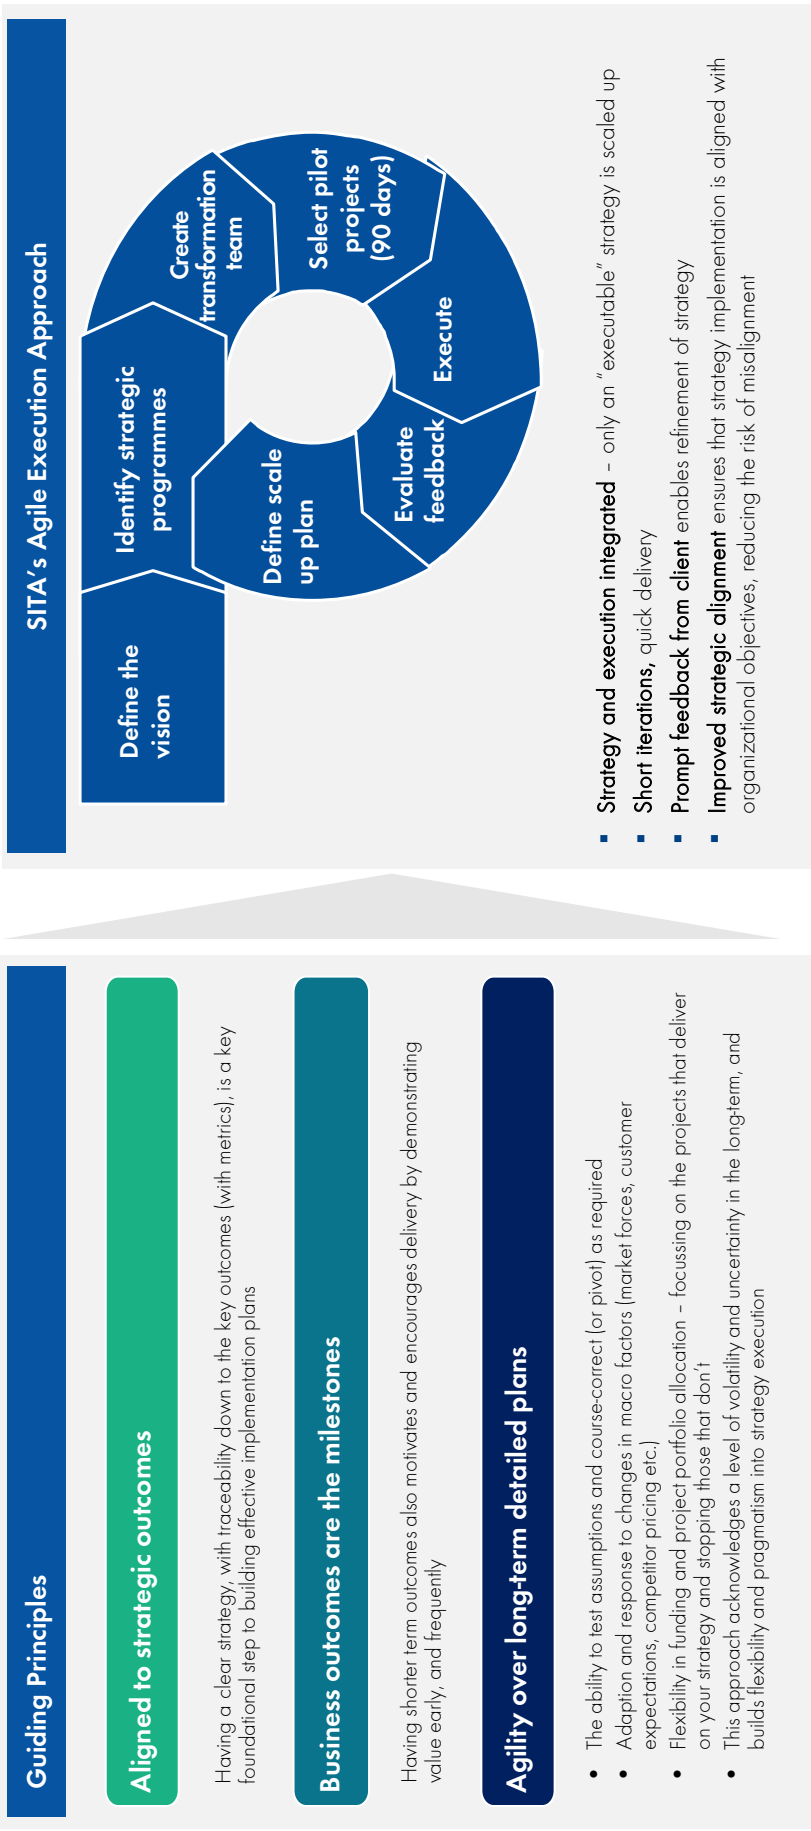 Guiding Principles
Aligned to strategic outcomes
Having a clear strategy, with traceability down to the key outcomes (with metrics), is a key
foundational step to building effective implementation plans
Business outcomes are the milestones
Having shorter term outcomes also motivates and encourages delivery by demonstrating
value early, and frequently
Agility over long-term detailed plans
• The ability to test assumptions and course-correct (or pivot) as required
• Adaption and response to changes in macro factors (market forces, customer
expectations, competitor pricing etc.)
• Flexibility in funding and project portfolio allocation – focussing on the projects that deliver
on your strategy and stopping those that don't
• This approach acknowledges a level of volatility and uncertainty in the long-term, and
builds flexibility and pragmatism into strategy execution
SITA's Agile Execution Approach
Define the
vision
Identify strategic
programmes
Create
transformation
team
Select pilot
projects
(90 days)
Execute
Evaluate
feedback
Define scale
up plan
▪ Strategy and execution integrated – only an "executable" strategy is scaled up
▪ Short iterations, quick delivery
▪ Prompt feedback from client enables refinement of strategy
▪ Improved strategic alignment ensures that strategy implementation is aligned with
organizational objectives, reducing the risk of misalignment